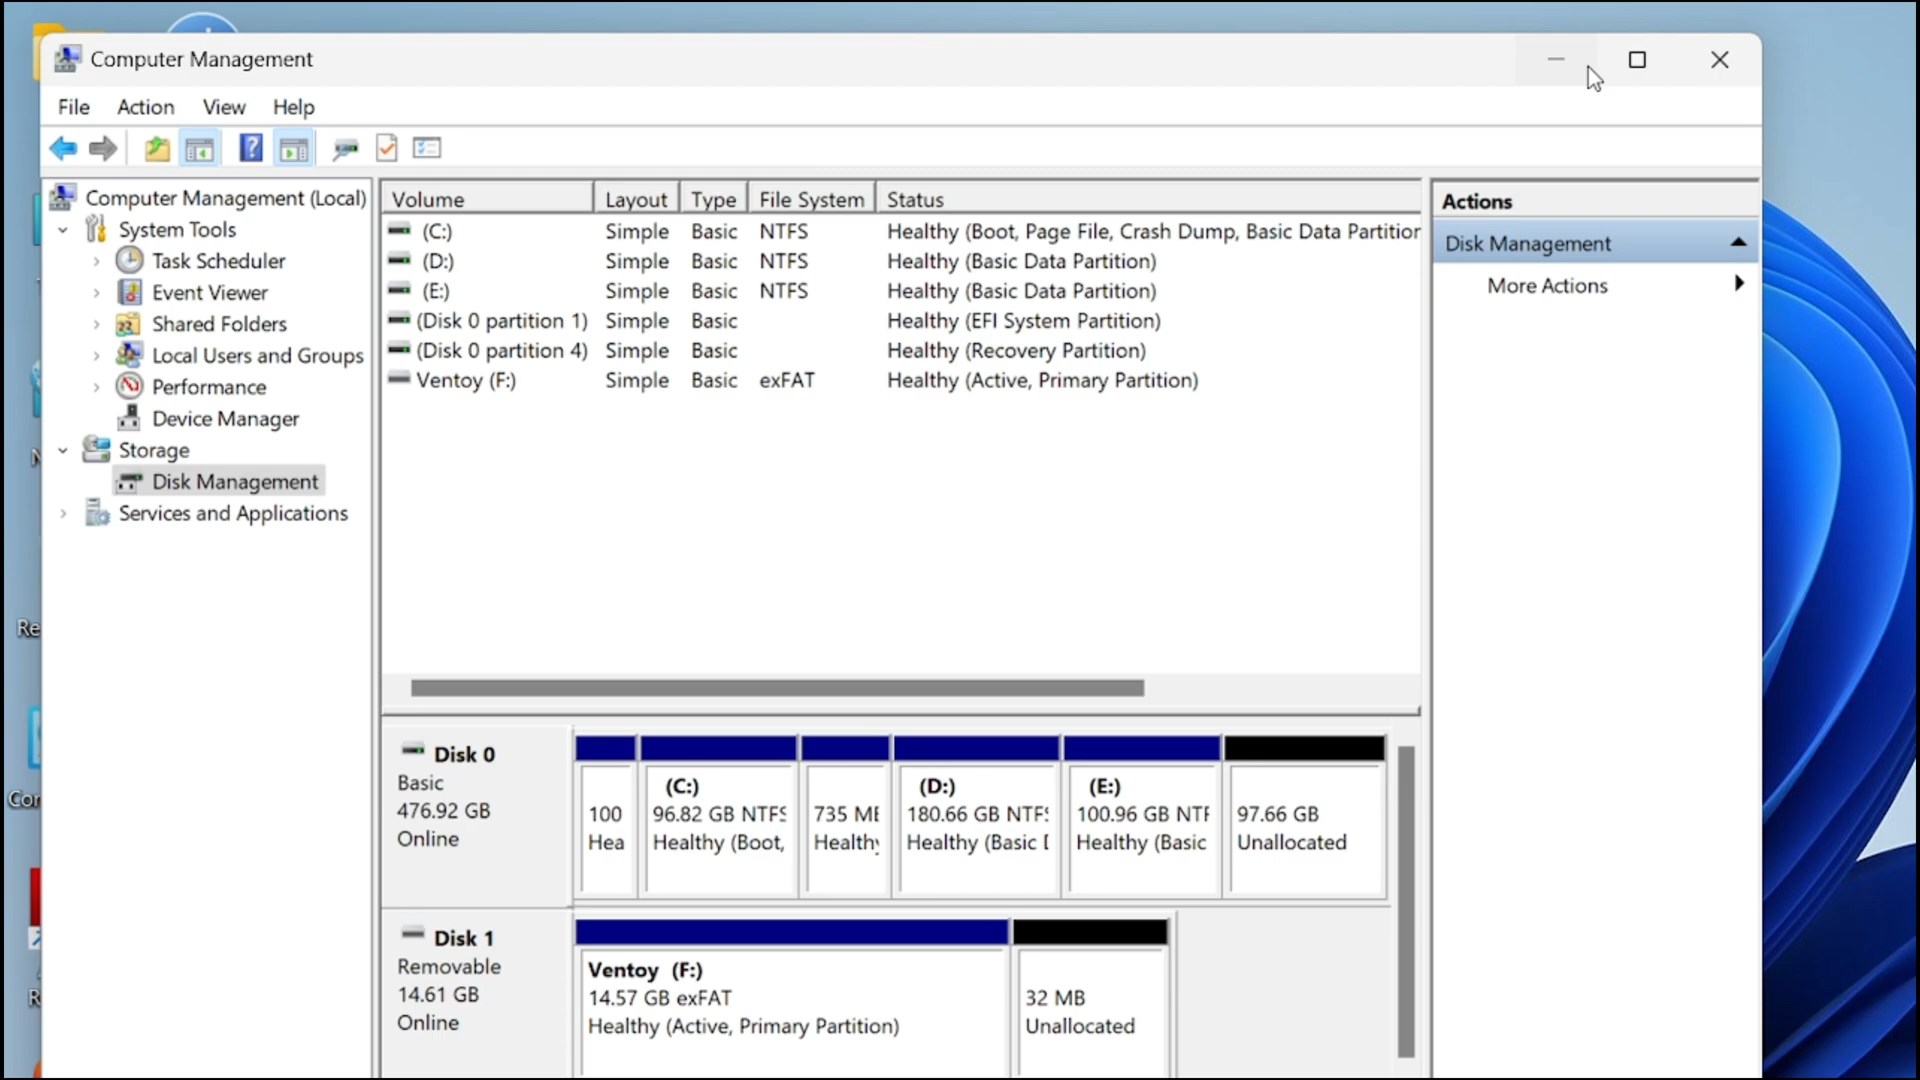 Computer Management
File Action View Help
Computer Management (Local)
System Tools
Task Scheduler
Event Viewer
Shared Folders
Local Users and Groups
Performance
Device Manager
Storage
Disk Management
Services and Applications
Volume Layout Type File System Status
(C:) Simple Basic NTFS Healthy (Boot, Page File, Crash Dump, Basic Data Partition
(D:) Simple Basic NTFS Healthy (Basic Data Partition)
(E:) Simple Basic NTFS Healthy (Basic Data Partition)
(Disk 0 partition 1) Simple Basic Healthy (EFI System Partition)
(Disk 0 partition 4) Simple Basic Healthy (Recovery Partition)
Ventoy (F:) Simple Basic exFAT Healthy (Active, Primary Partition)
Actions
Disk Management
More Actions
Disk 0
Basic
476.92 GB
Online
100
Hea
(C:)
96.82 GB NTFS
Healthy (Boot,
735 MB
Healthy
(D:)
180.66 GB NTFS
Healthy (Basic D
(E:)
100.96 GB NTF
Healthy (Basic
97.66 GB
Unallocated
Disk 1
Removable
14.61 GB
Online
Ventoy (F:)
14.57 GB exFAT
Healthy (Active, Primary Partition)
32 MB
Unallocated
Re
Cor
R